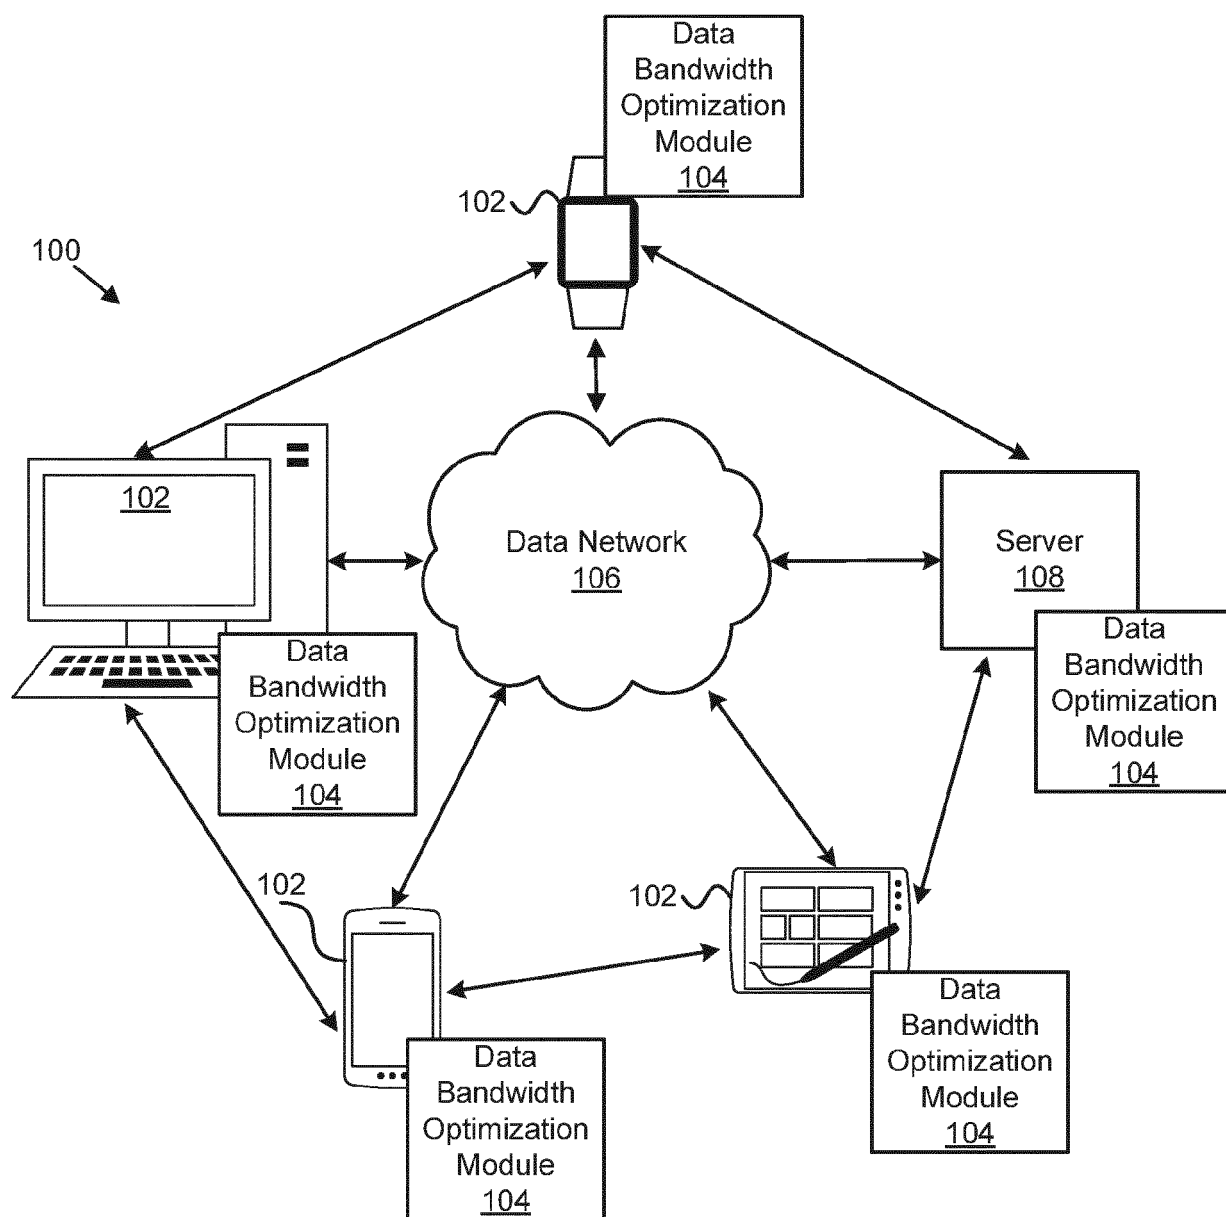 Data
Bandwidth
Optimization
Module
104
102
100
102
Data Network
106
Server
108
Data
Bandwidth
Optimization
Module
104
Data
Bandwidth
Optimization
Module
104
102
102
Data
Bandwidth
Optimization
Module
104
Data
Bandwidth
Optimization
Module
104